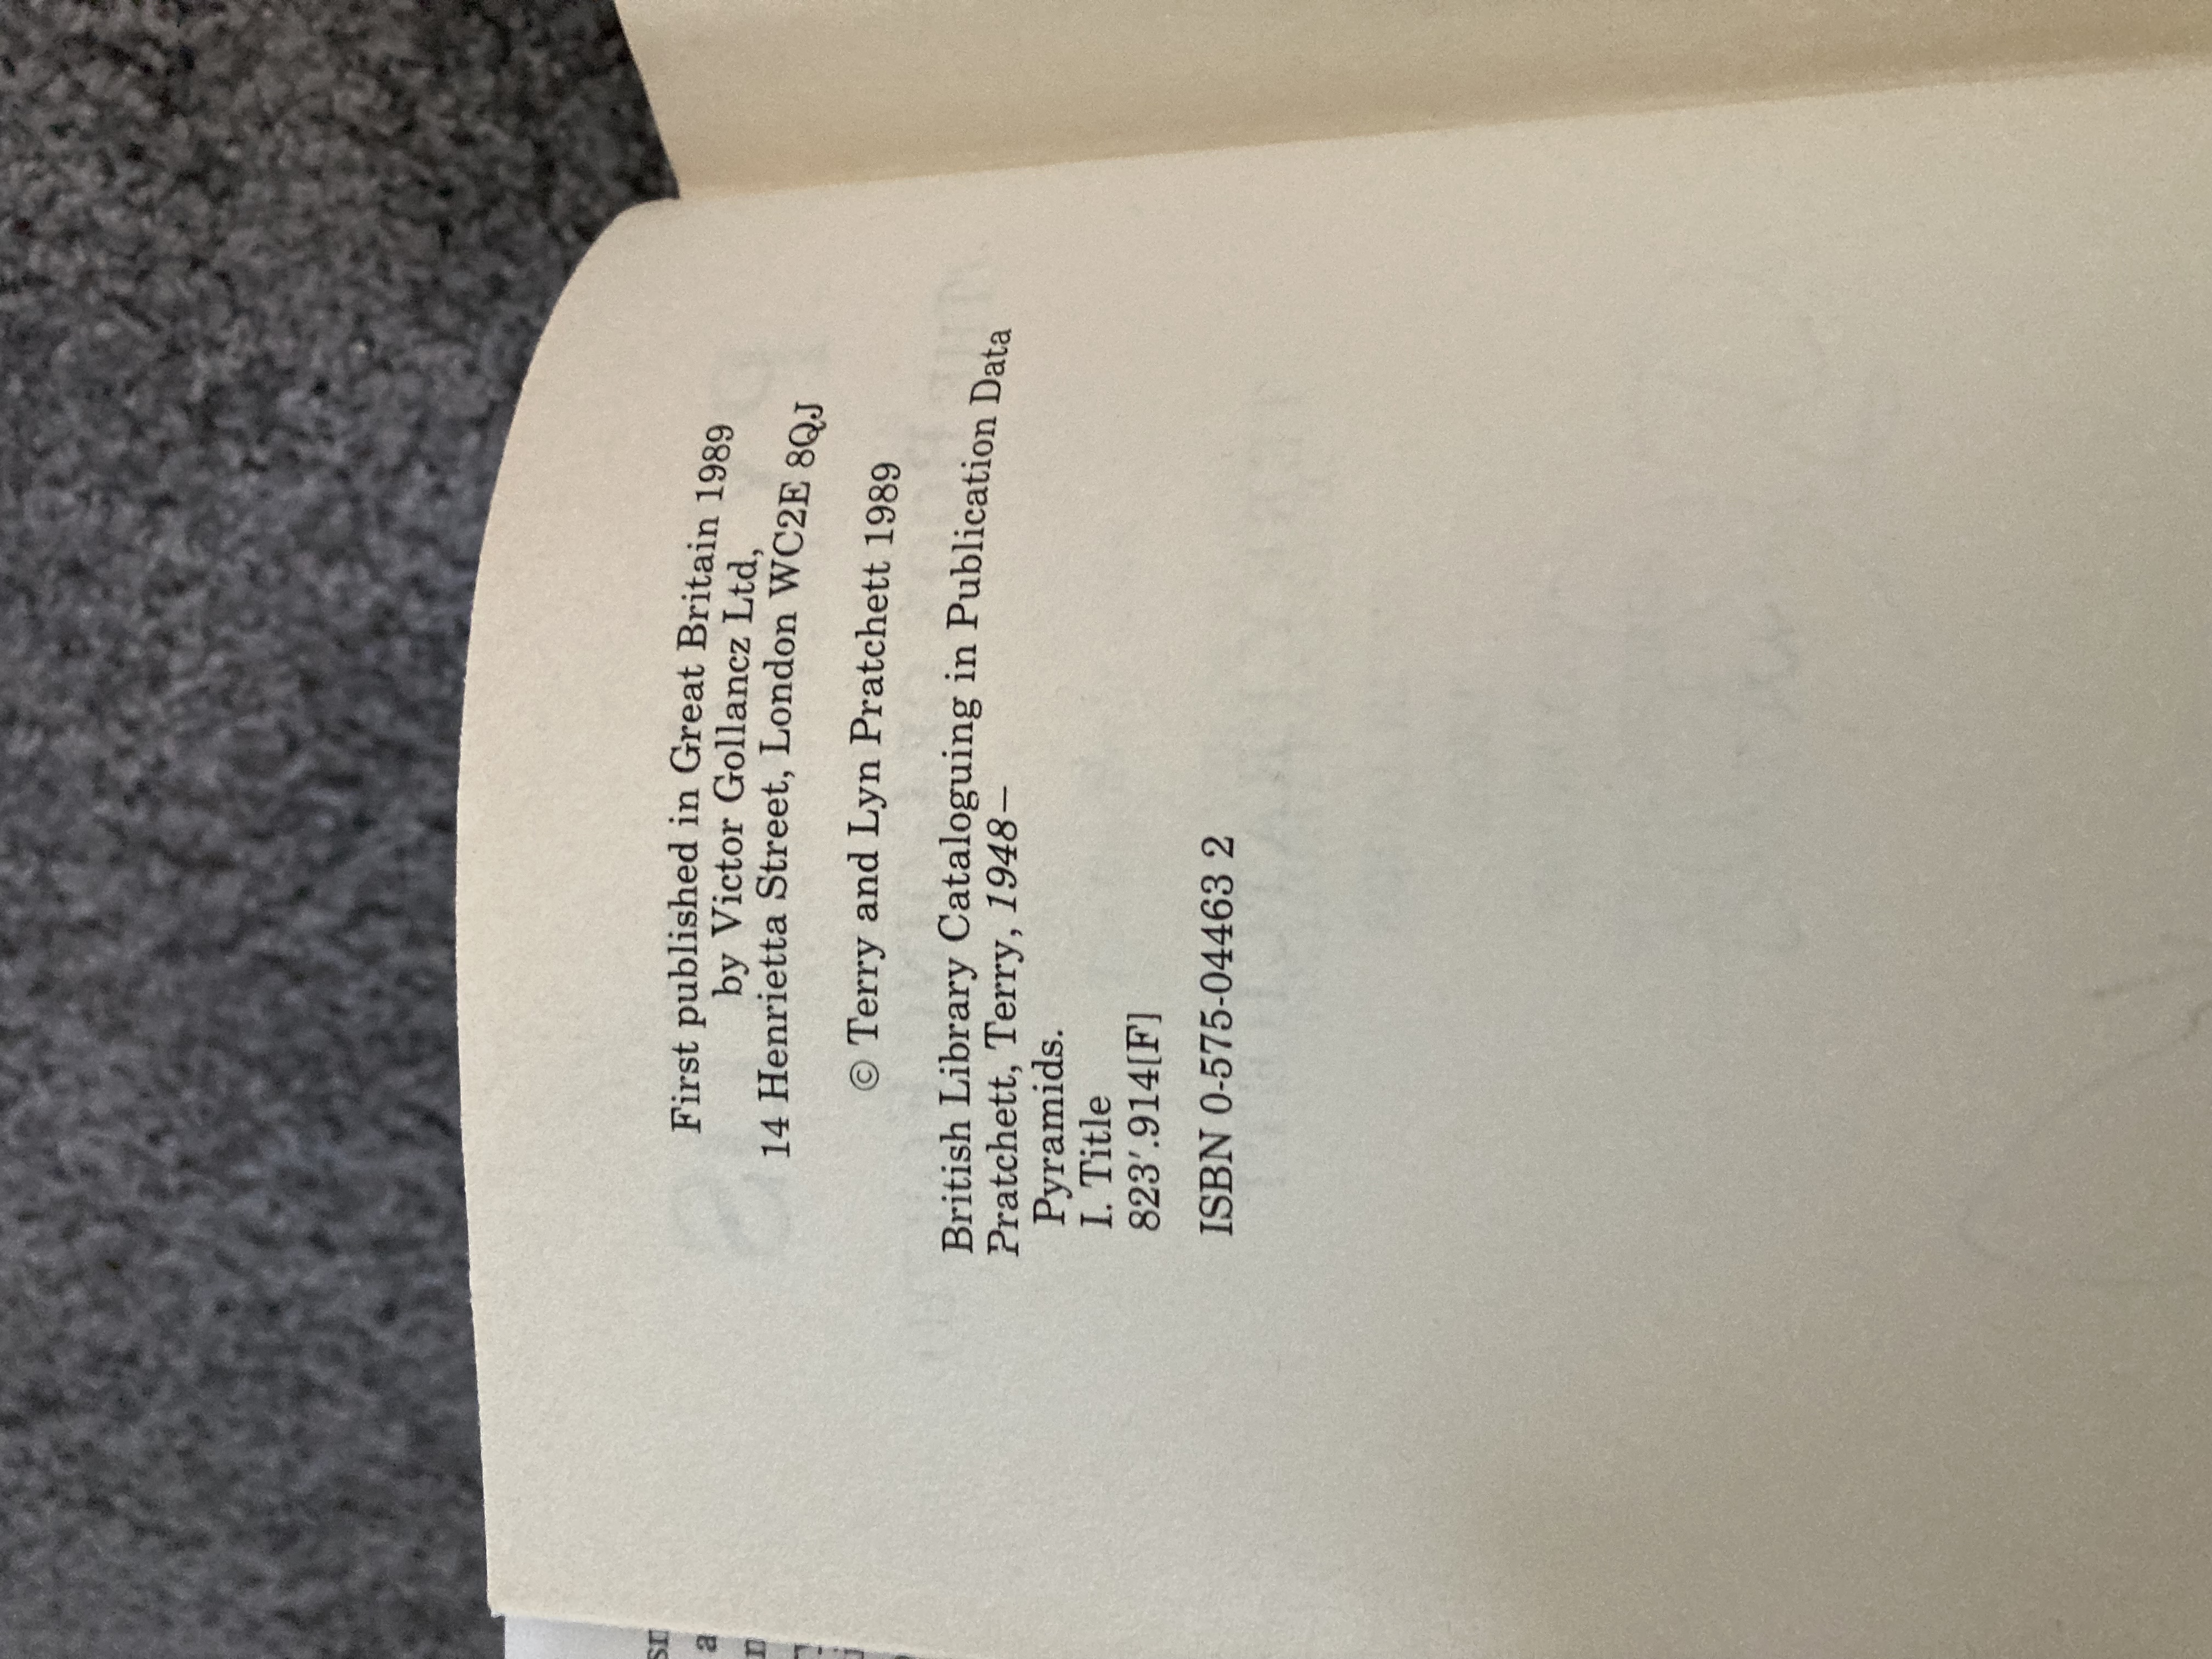 First published in Great Britain 1989
by Victor Gollancz Ltd,
14 Henrietta Street, London WC2E 8QJ
© Terry and Lyn Pratchett 1989
British Library Cataloguing in Publication Data
Pratchett, Terry, 1948–
Pyramids.
I. Title
823′.914[F]
ISBN 0-575-04463 2